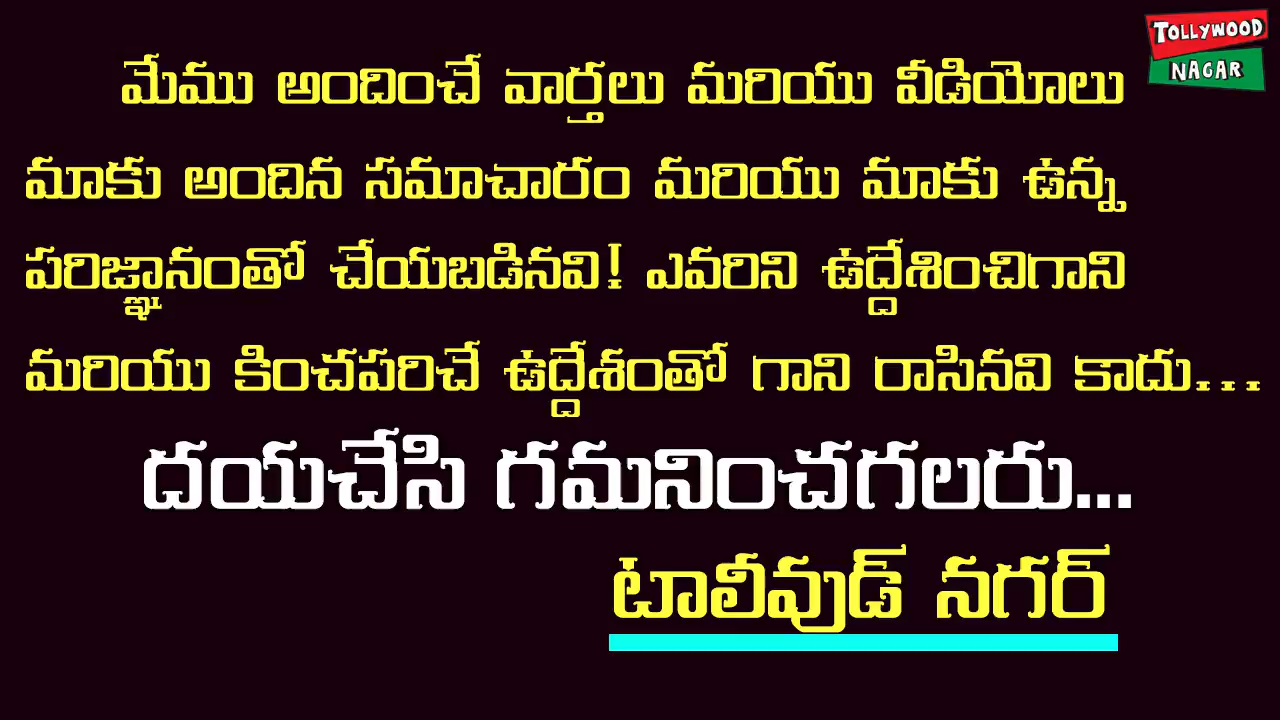 TOLLYWOOD
NAGAR
మేము అందించే వార్తలు మరియు వీడియోలు
మాకు అందిన సమాచారం మరియు మాకు ఉన్న
పరిజ్ఞానంతో చేయబడినవి! ఎవరిని ఉద్దేశించిగాని
మరియు కించపరిచే ఉద్దేశంతో గాని రాసినవి కాదు...
దయచేసి గమనించగలరు...
టాలీవుడ్ నగర్